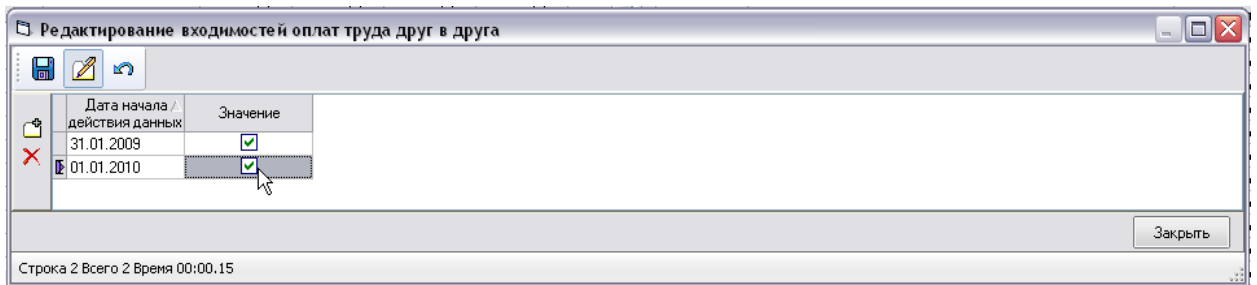 Редактирование входимостей оплат труда друг в друга
Дата начала
действия данных
Значение
31.01.2009
01.01.2010
Закрыть
Строка 2 Всего 2 Время 00:00.15